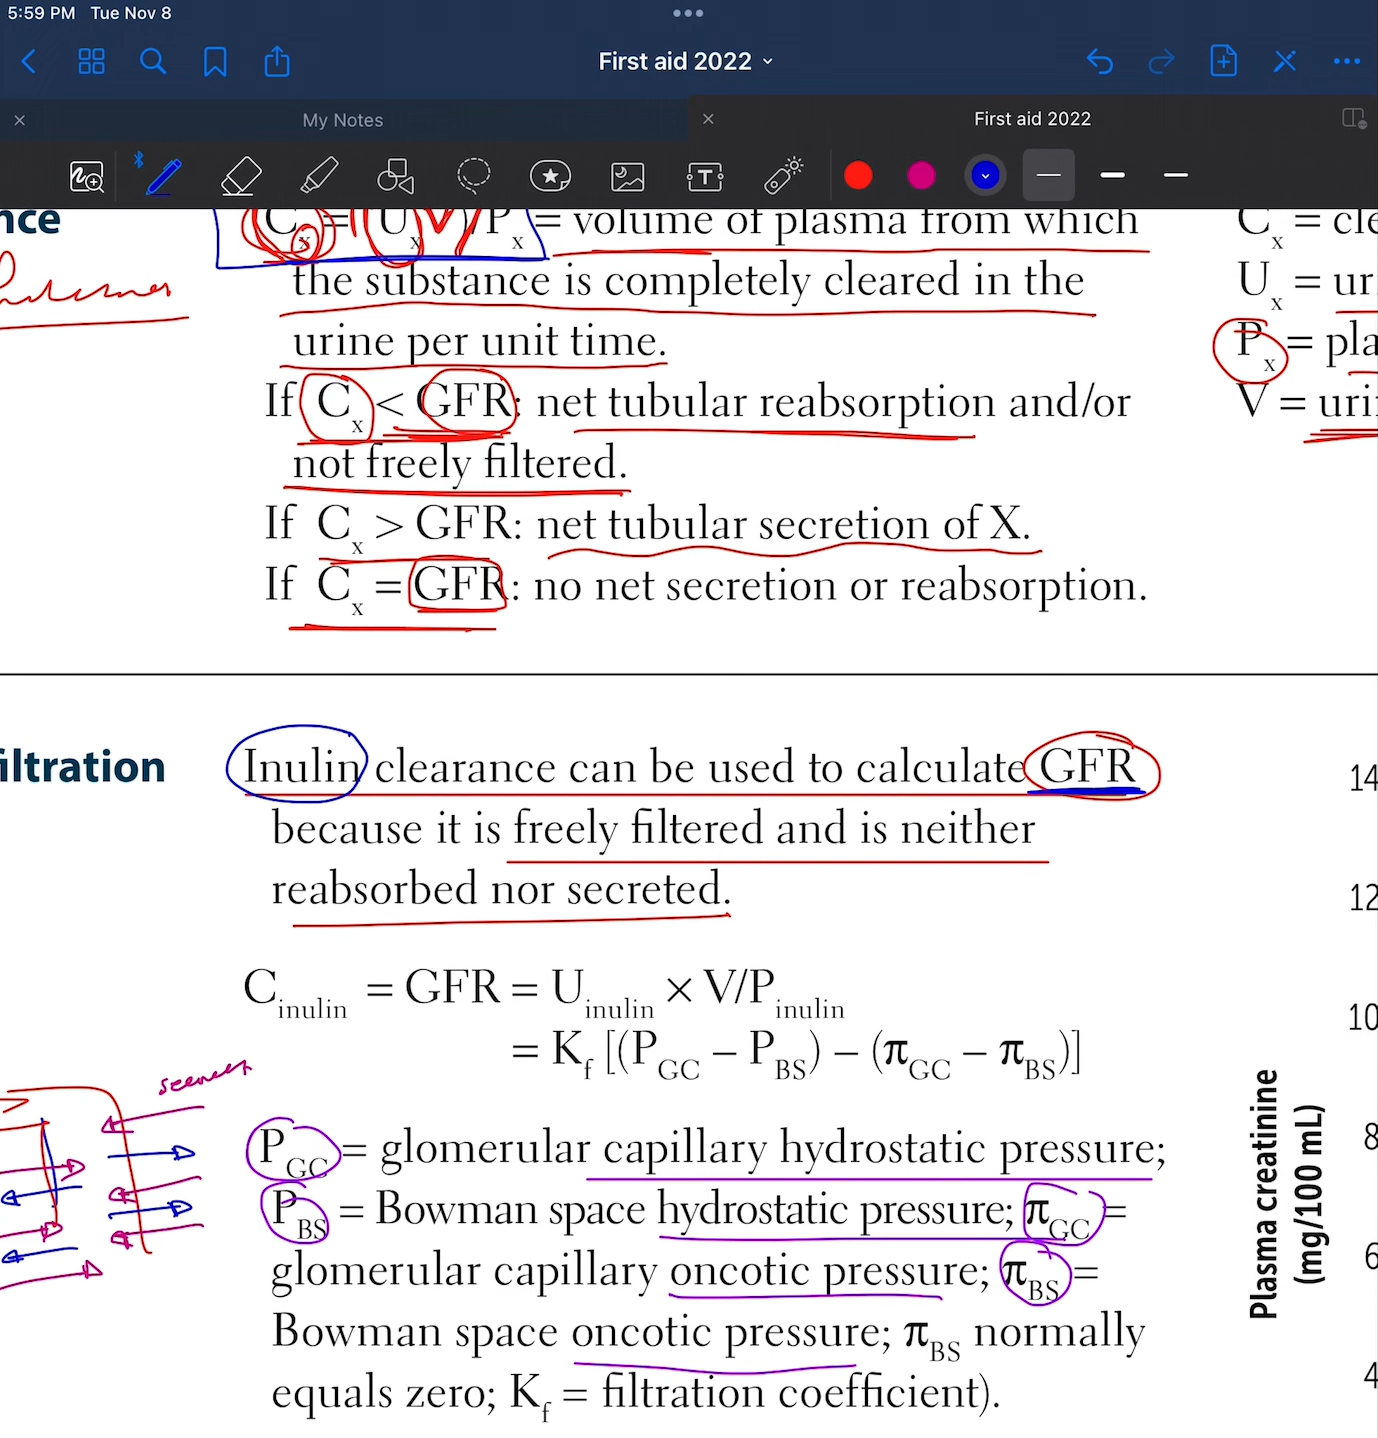 5:59 PM Tue Nov 8
First aid 2022
My Notes
First aid 2022
T
nce
Cx = (Ux V)/Px = volume of plasma from which
the substance is completely cleared in the
urine per unit time.
If Cx < GFR: net tubular reabsorption and/or
not freely filtered.
If Cx > GFR: net tubular secretion of X.
If Cx = GFR: no net secretion or reabsorption.
Cx = cle
Ux = ur
Px = pla
V = uri
iltration
Inulin clearance can be used to calculate GFR
because it is freely filtered and is neither
reabsorbed nor secreted.
Cinulin = GFR = Uinulin × V/Pinulin
= Kf [(PGC – PBS) – (πGC – πBS)]
PGC = glomerular capillary hydrostatic pressure;
PBS = Bowman space hydrostatic pressure; πGC =
glomerular capillary oncotic pressure; πBS =
Bowman space oncotic pressure; πBS normally
equals zero; Kf = filtration coefficient).
14
12
10
8
6
4
Plasma creatinine
(mg/100 mL)